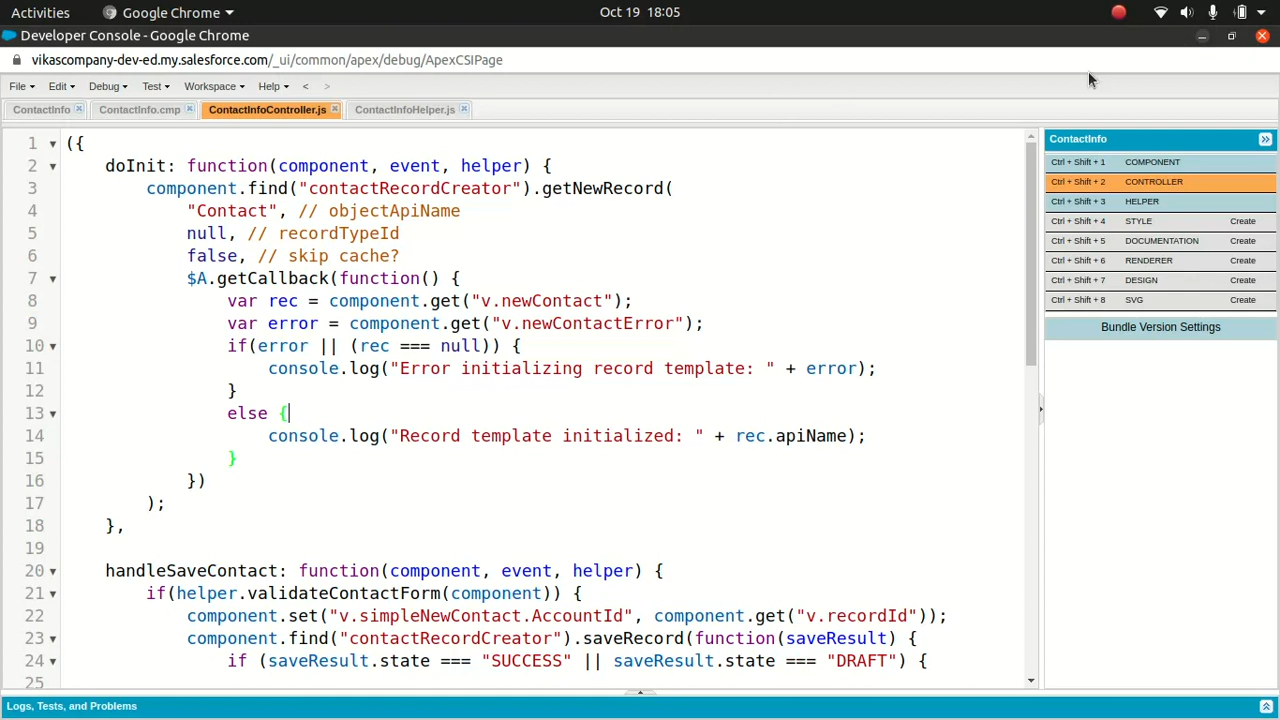 Activities Google Chrome Oct 19 18:05
Developer Console - Google Chrome
vikascompany-dev-ed.my.salesforce.com/_ui/common/apex/debug/ApexCSIPage
File Edit Debug Test Workspace Help < >
ContactInfo ContactInfo.cmp ContactInfoController.js ContactInfoHelper.js
1 ({
2 doInit: function(component, event, helper) {
3 component.find("contactRecordCreator").getNewRecord(
4 "Contact", // objectApiName
5 null, // recordTypeId
6 false, // skip cache?
7 $A.getCallback(function() {
8 var rec = component.get("v.newContact");
9 var error = component.get("v.newContactError");
10 if(error || (rec === null)) {
11 console.log("Error initializing record template: " + error);
12 }
13 else {
14 console.log("Record template initialized: " + rec.apiName);
15 }
16 })
17 );
18 },
19
20 handleSaveContact: function(component, event, helper) {
21 if(helper.validateContactForm(component)) {
22 component.set("v.simpleNewContact.AccountId", component.get("v.recordId"));
23 component.find("contactRecordCreator").saveRecord(function(saveResult) {
24 if (saveResult.state === "SUCCESS" || saveResult.state === "DRAFT") {
25
ContactInfo
Ctrl + Shift + 1 COMPONENT
Ctrl + Shift + 2 CONTROLLER
Ctrl + Shift + 3 HELPER
Ctrl + Shift + 4 STYLE Create
Ctrl + Shift + 5 DOCUMENTATION Create
Ctrl + Shift + 6 RENDERER Create
Ctrl + Shift + 7 DESIGN Create
Ctrl + Shift + 8 SVG Create
Bundle Version Settings
Logs, Tests, and Problems